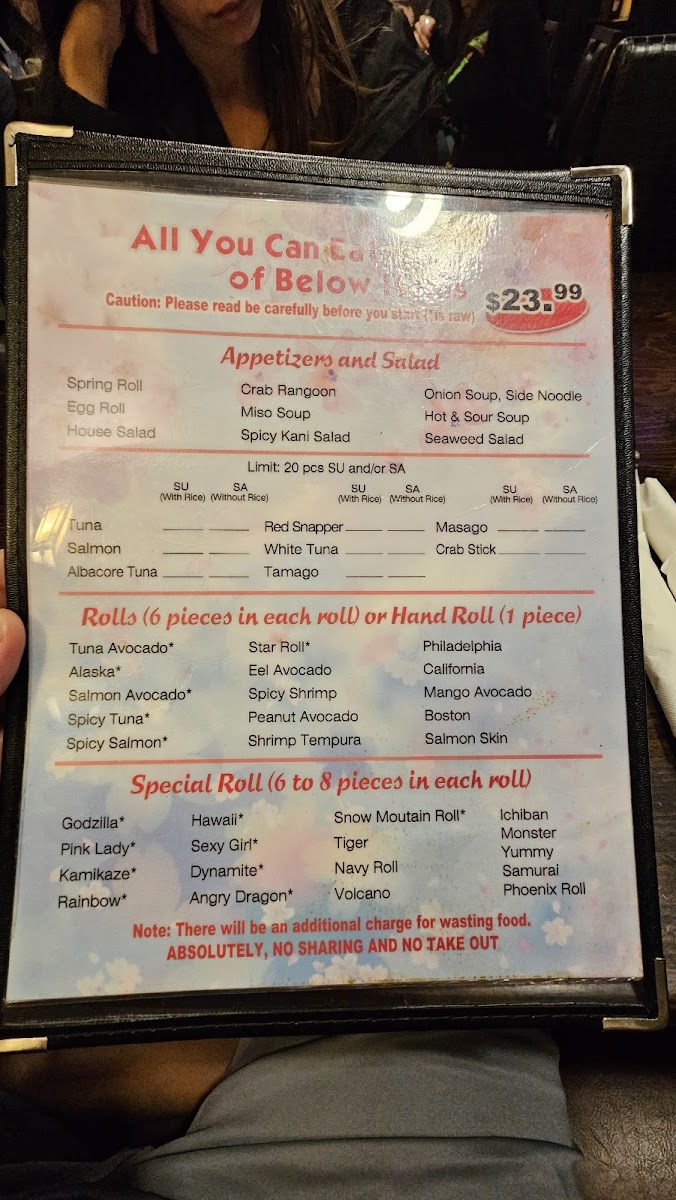 All You Can Eat
of Below Items
$23.99
Caution: Please read be carefully before you start (*is raw)
Appetizers and Salad
Spring Roll Crab Rangoon Onion Soup, Side Noodle
Egg Roll Miso Soup Hot & Sour Soup
House Salad Spicy Kani Salad Seaweed Salad
Limit: 20 pcs SU and/or SA
SU SA SU SA SU SA
(With Rice) (Without Rice) (With Rice) (Without Rice) (With Rice) (Without Rice)
Tuna Red Snapper Masago
Salmon White Tuna Crab Stick
Albacore Tuna Tamago
Rolls (6 pieces in each roll) or Hand Roll (1 piece)
Tuna Avocado* Star Roll* Philadelphia
Alaska* Eel Avocado California
Salmon Avocado* Spicy Shrimp Mango Avocado
Spicy Tuna* Peanut Avocado Boston
Spicy Salmon* Shrimp Tempura Salmon Skin
Special Roll (6 to 8 pieces in each roll)
Godzilla* Hawaii* Snow Moutain Roll* Ichiban
Pink Lady* Sexy Girl* Tiger Monster
Kamikaze* Dynamite* Navy Roll Yummy
Rainbow* Angry Dragon* Volcano Samurai
Phoenix Roll
Note: There will be an additional charge for wasting food.
ABSOLUTELY, NO SHARING AND NO TAKE OUT